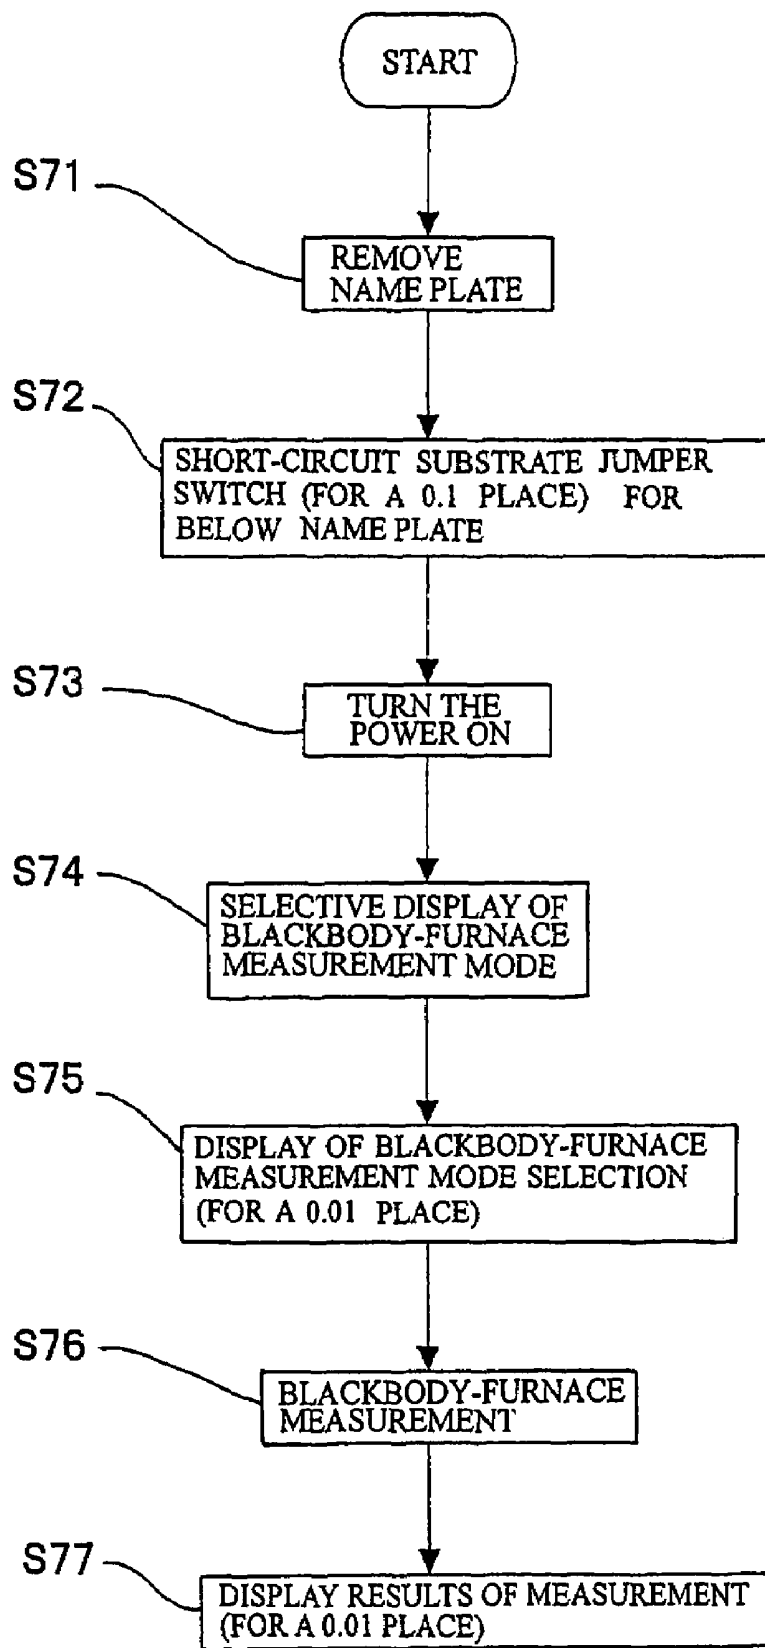 START
S71
REMOVE
NAME PLATE
S72
SHORT-CIRCUIT SUBSTRATE JUMPER
SWITCH (FOR A 0.1 PLACE) FOR
BELOW NAME PLATE
S73
TURN THE
POWER ON
S74
SELECTIVE DISPLAY OF
BLACKBODY-FURNACE
MEASUREMENT MODE
S75
DISPLAY OF BLACKBODY-FURNACE
MEASUREMENT MODE SELECTION
(FOR A 0.01 PLACE)
S76
BLACKBODY-FURNACE
MEASUREMENT
S77
DISPLAY RESULTS OF MEASUREMENT
(FOR A 0.01 PLACE)